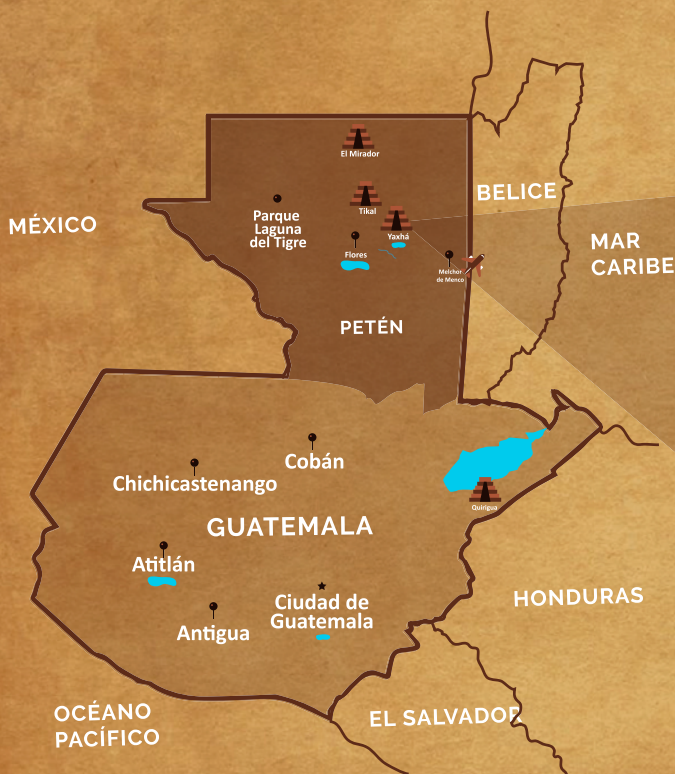 El Mirador
Tikal
BELICE
MÉXICO
Parque
Laguna
del Tigre
Yaxhá
MAR
CARIBE
Flores
Melchor
de Menco
PETÉN
Cobán
Chichicastenango
Quirigua
GUATEMALA
Atitlán
HONDURAS
Ciudad de
Guatemala
Antigua
OCÉANO
PACÍFICO
EL SALVADOR